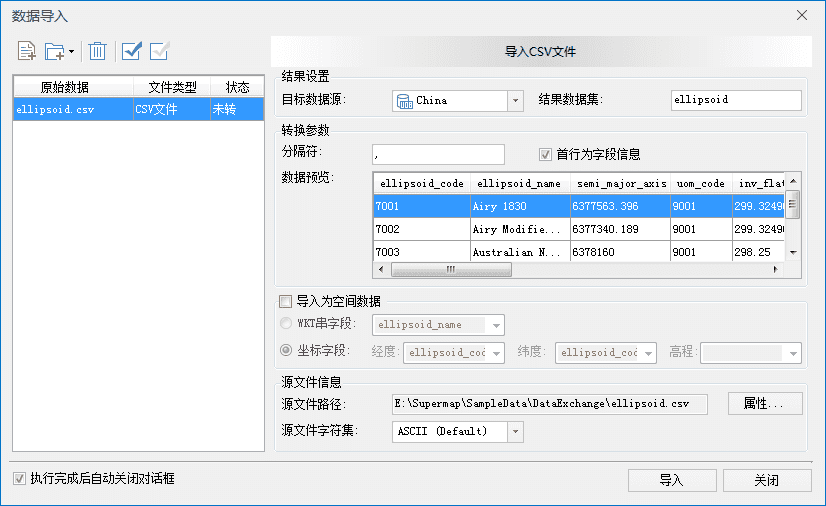 数据导入
原始数据 文件类型 状态
ellipsoid.csv CSV文件 未转
导入CSV文件
结果设置
目标数据源: China 结果数据集: ellipsoid
转换参数
分隔符: , 首行为字段信息
数据预览:
ellipsoid_code ellipsoid_name semi_major_axis uom_code inv_flat
7001 Airy 1830 6377563.396 9001 299.32490
7002 Airy Modifie... 6377340.189 9001 299.32490
7003 Australian N... 6378160 9001 298.25
导入为空间数据
WKT串字段: ellipsoid_name
坐标字段: 经度: ellipsoid_cod 纬度: ellipsoid_cod 高程:
源文件信息
源文件路径: E:\Supermap\SampleData\DataExchange\ellipsoid.csv 属性...
源文件字符集: ASCII (Default)
执行完成后自动关闭对话框 导入 关闭